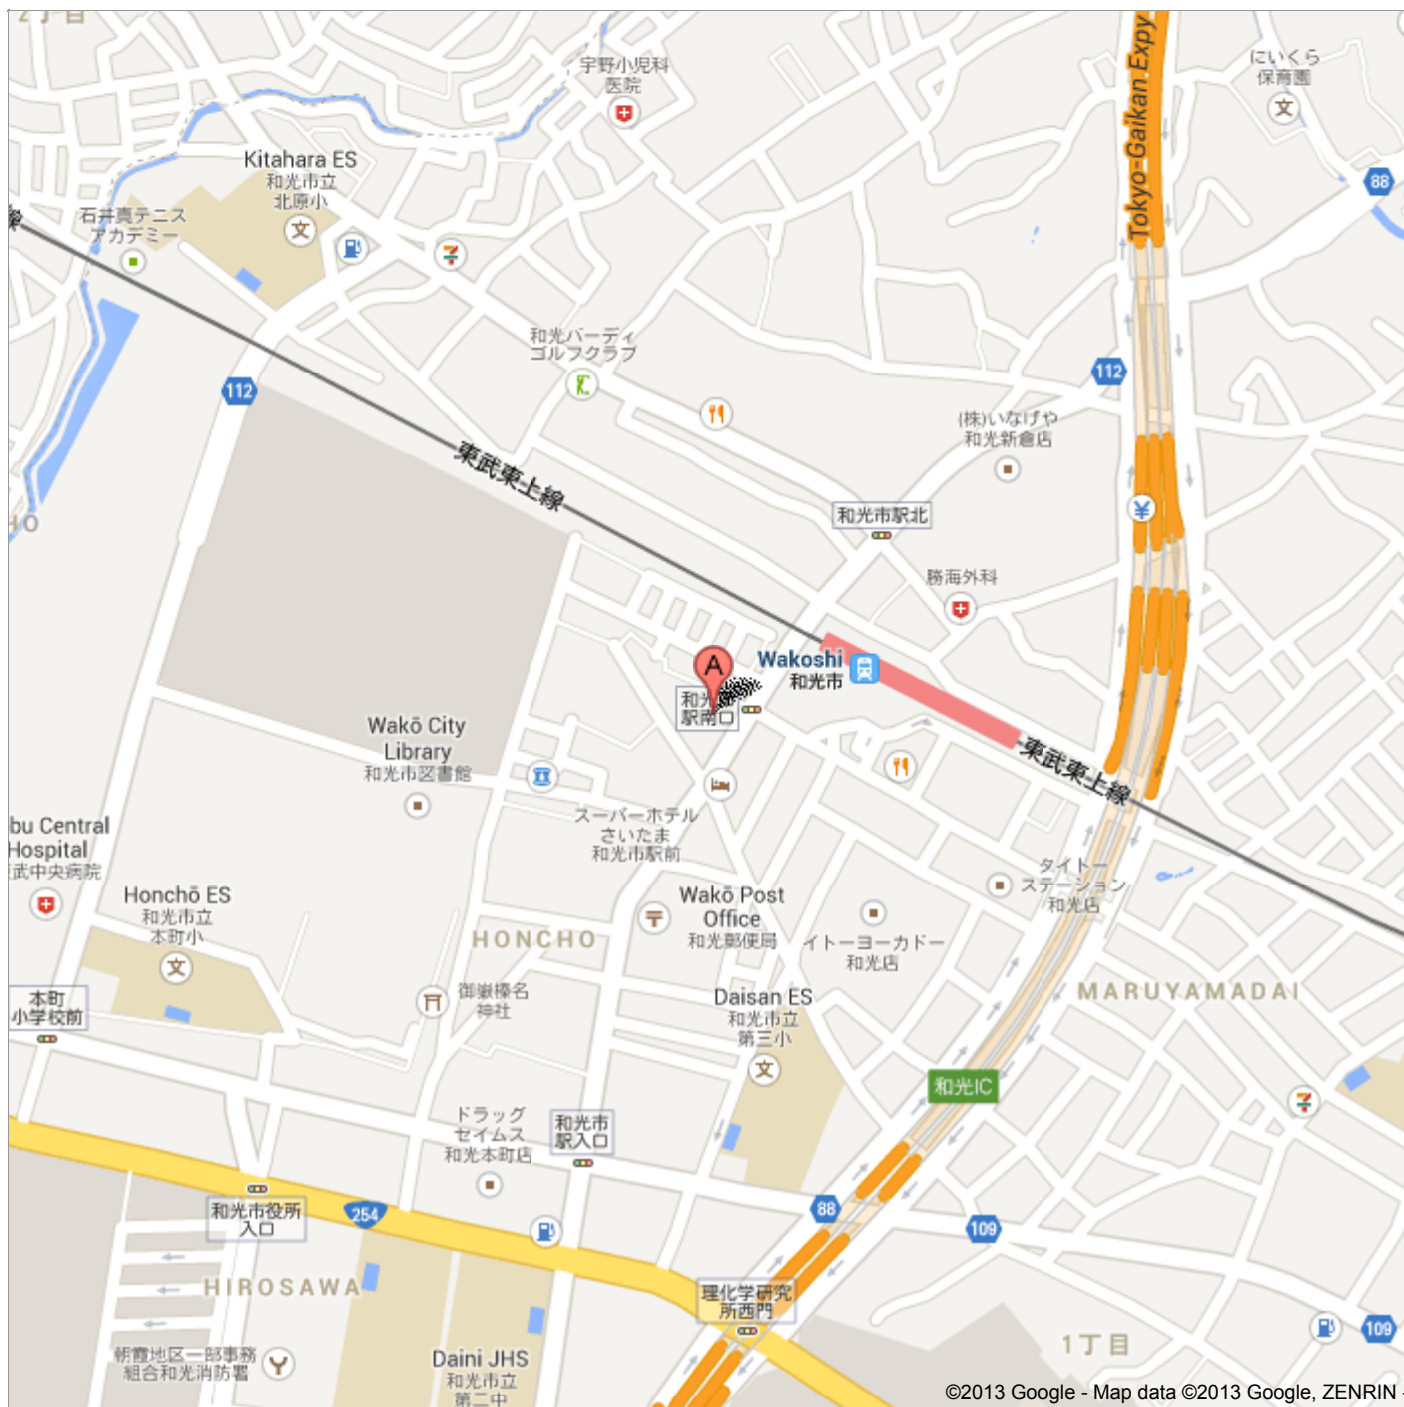 2丁目
宇野小児科
医院
Tokyo-Gaikan Expy
にいくら
保育園
88
Kitahara ES
和光市立
北原小
石井真テニス
アカデミー
和光バーディ
ゴルフクラブ
112
112
(株)いなげや
和光新倉店
東武東上線
和光市駅北
¥
勝海外科
A
Wakoshi
和光市
駅南口
東武東上線
Wakō City
Library
和光市図書館
スーパーホテル
さいたま
和光市駅前
bu Central
Hospital
武中央病院
タイトー
ステーション
和光店
Honchō ES
和光市立
本町小
Wakō Post
Office
和光郵便局
HONCHO
イトーヨーカドー
和光店
本町
小学校前
御嶽榛名
神社
Daisan ES
和光市立
第三小
MARUYAMADAI
和光IC
ドラッグ
セイムス
和光本町店
和光市
駅入口
和光市役所
入口
254
88
109
HIROSAWA
理化学研究
所西門
朝霞地区一部事務
組合和光消防署
Daini JHS
和光市立
第二中
1丁目
109
©2013 Google - Map data ©2013 Google, ZENRIN -